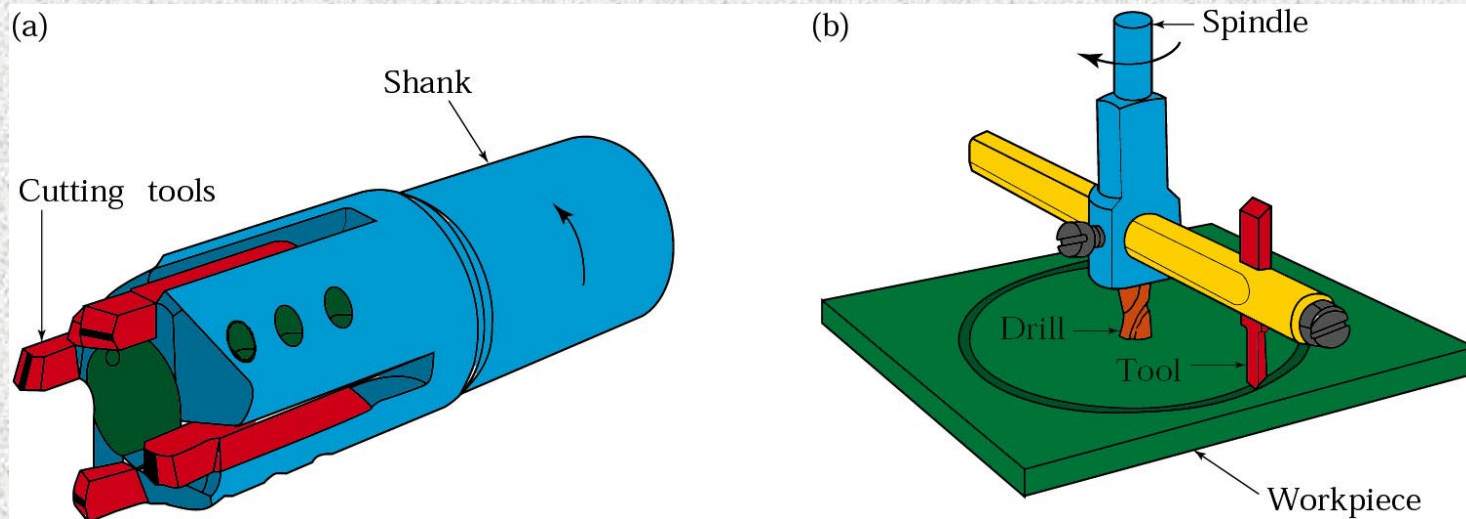 (a)
Shank
Cutting tools
(b)
Spindle
Drill
Tool
Workpiece